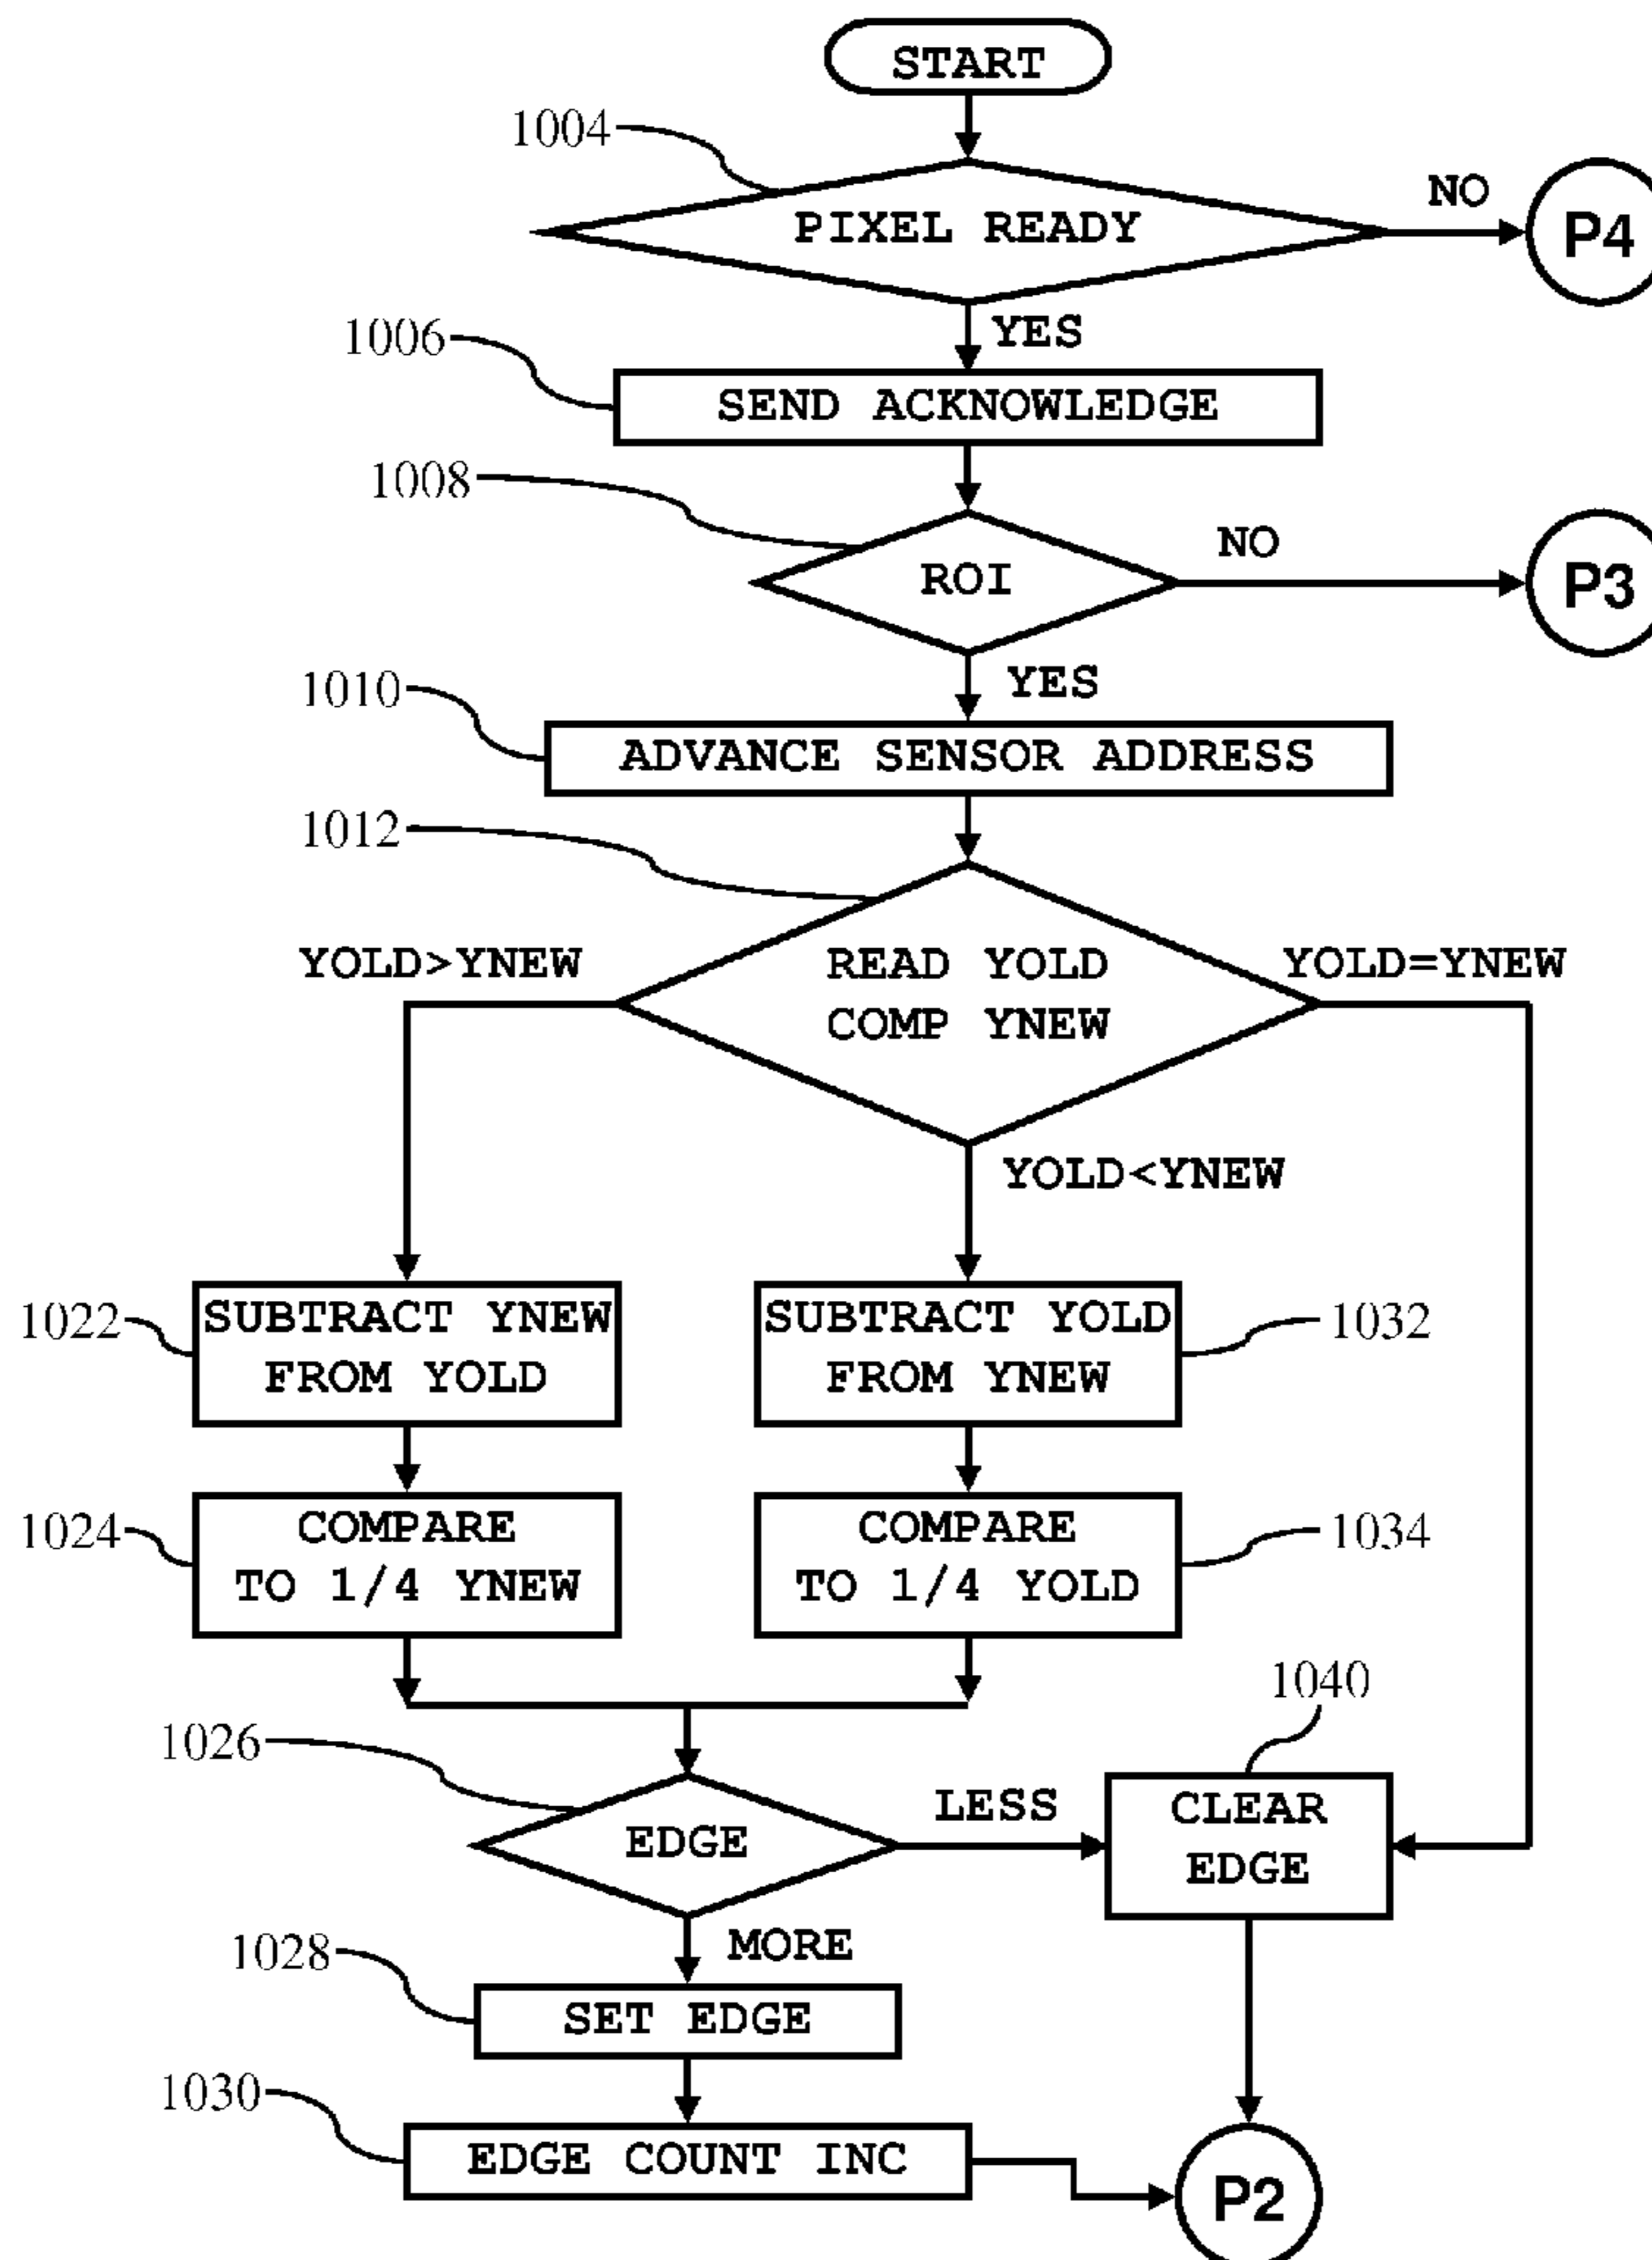 START
1004
PIXEL READY
NO
P4
YES
1006
SEND ACKNOWLEDGE
1008
ROI
NO
P3
YES
1010
ADVANCE SENSOR ADDRESS
1012
YOLD>YNEW
READ YOLD
COMP YNEW
YOLD=YNEW
YOLD<YNEW
1022
SUBTRACT YNEW
FROM YOLD
SUBTRACT YOLD
FROM YNEW
1032
1024
COMPARE
TO 1/4 YNEW
COMPARE
TO 1/4 YOLD
1034
1040
1026
EDGE
LESS
CLEAR
EDGE
MORE
1028
SET EDGE
1030
EDGE COUNT INC
P2